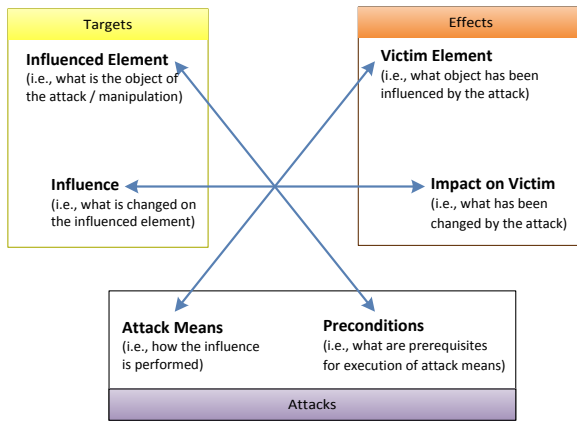 Targets
Influenced Element
(i.e., what is the object of
the attack / manipulation)
Influence
(i.e., what is changed on
the influenced element)
Effects
Victim Element
(i.e., what object has been
influenced by the attack)
Impact on Victim
(i.e., what has been
changed by the attack)
Attack Means
(i.e., how the influence
is performed)
Preconditions
(i.e., what are prerequisites
for execution of attack means)
Attacks